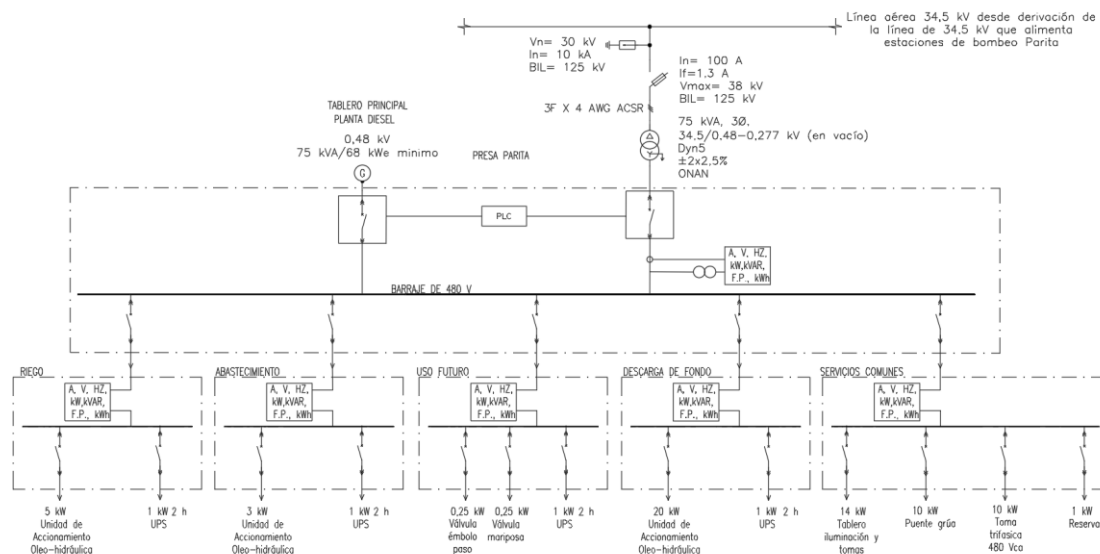 Línea aérea 34,5 kV desde derivación de
la línea de 34,5 kV que alimenta
estaciones de bombeo Parita
Vn= 30 kV
In= 10 kA
BIL= 125 kV
In= 100 A
If=1,3 A
Vmax= 38 kV
BIL= 125 kV
3F X 4 AWG ACSR
TABLERO PRINCIPAL
PLANTA DIESEL
0,48 kV
75 kVA/68 kWe minimo
G
PRESA PARITA
75 kVA, 3Ø,
34,5/0,48-0,277 kV (en vacío)
Dyn5
±2x2,5%
ONAN
PLC
A, V, HZ,
kW,kVAR,
F.P., kWh
BARRAJE DE 480 V
RIEGO
A, V, HZ,
kW,kVAR,
F.P., kWh
5 kW
Unidad de
Accionamiento
Oleo-hidráulica
1 kW 2 h
UPS
ABASTECIMIENTO
A, V, HZ,
kW,kVAR,
F.P., kWh
3 kW
Unidad de
Accionamiento
Oleo-hidráulica
1 kW 2 h
UPS
USO FUTURO
A, V, HZ,
kW,kVAR,
F.P., kWh
0,25 kW
Válvula
émbolo
paso
0,25 kW
Válvula
mariposa
1 kW 2 h
UPS
DESCARGA DE FONDO
A, V, HZ,
kW,kVAR,
F.P., kWh
20 kW
Unidad de
Accionamiento
Oleo-hidráulica
1 kW 2 h
UPS
SERVICIOS COMUNES
A, V, HZ,
kW,kVAR,
F.P., kWh
14 kW
Tablero
iluminación y
tomas
10 kW
Puente grúa
10 kW
Toma
trifasica
480 Vca
1 kW
Reserva